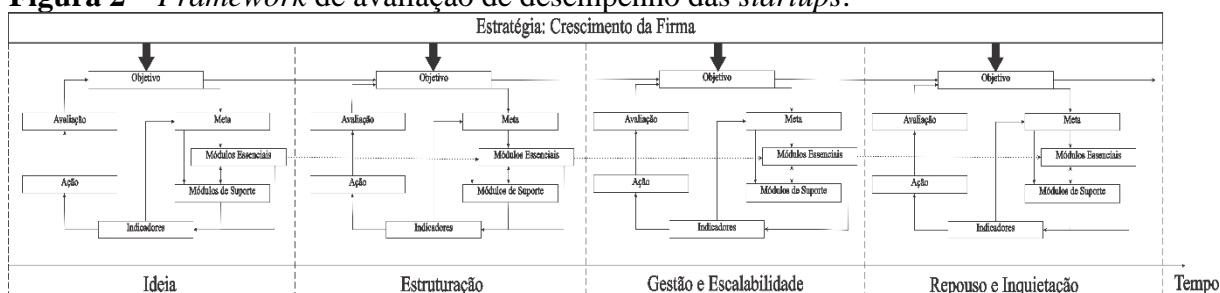 Figura 2 – Framework de avaliação de desempenho das startups.
Estratégia: Crescimento da Firma
Objetivo
Objetivo
Objetivo
Objetivo
Avaliação
Meta
Avaliação
Meta
Avaliação
Meta
Avaliação
Meta
Módulos Essenciais
Módulos Essenciais
Módulos Essenciais
Módulos Essenciais
Ação
Módulos de Suporte
Ação
Módulos de Suporte
Ação
Módulos de Suporte
Ação
Módulos de Suporte
Indicadores
Indicadores
Indicadores
Indicadores
Ideia
Estruturação
Gestão e Escalabilidade
Repouso e Inquietação
Tempo